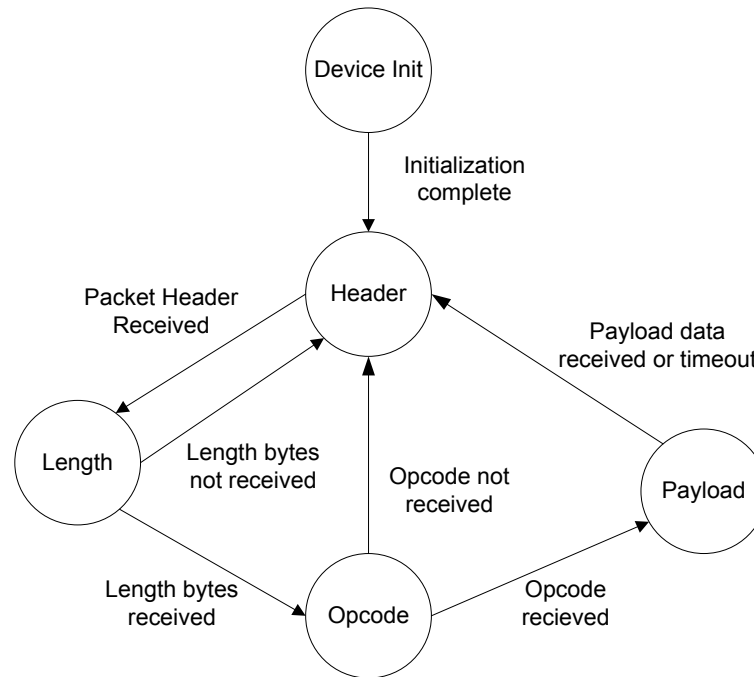 Device Init
Initialization
complete
Header
Packet Header
Received
Payload data
received or timeout
Length
Length bytes
not received
Opcode not
received
Payload
Length bytes
received
Opcode
Opcode
recieved